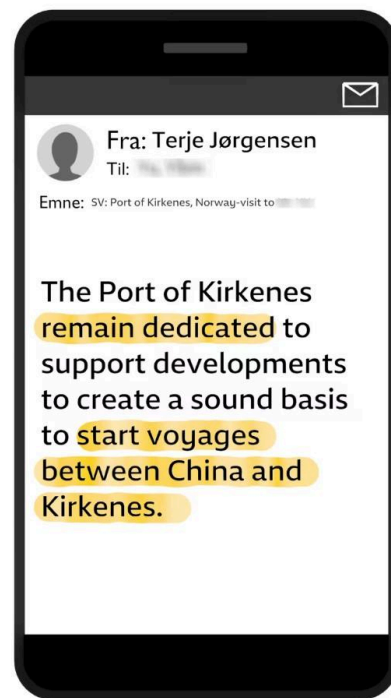 Fra: Terje Jørgensen
Til:
Emne: SV: Port of Kirkenes, Norway-visit to
The Port of Kirkenes
remain dedicated to
support developments
to create a sound basis
to start voyages
between China and
Kirkenes.